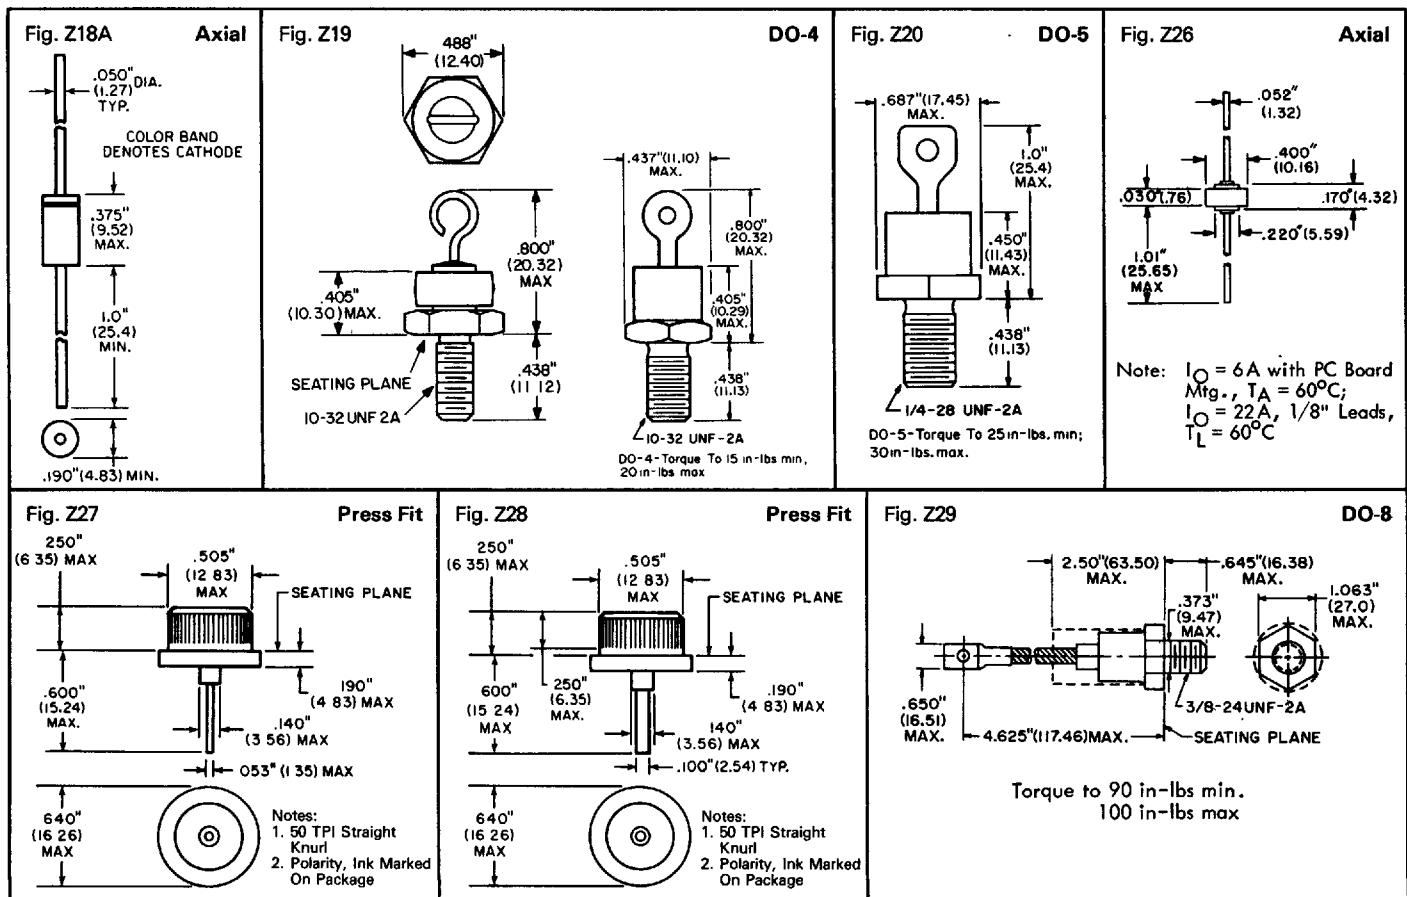 Fig. Z18A Axial
.050" DIA.
(1.27)
TYP.
COLOR BAND
DENOTES CATHODE
.375"
(9.52)
MAX.
1.0"
(25.4)
MIN.
.190"(4.83) MIN.
Fig. Z19 DO-4
488"
(12.40)
.800"
(20.32)
MAX
.405"
(10.30) MAX.
SEATING PLANE
.438"
(11 12)
10-32 UNF 2A
.437"(11.10)
MAX.
.800"
(20.32)
MAX.
.405"
(10.29)
MAX.
.438"
(11.13)
10-32 UNF-2A
DO-4-Torque To 15 in-lbs min,
20in-lbs max
Fig. Z20 DO-5
.687"(17.45)
MAX.
1.0"
(25.4)
MAX.
.450"
(11.43)
MAX.
.438"
(11.13)
1/4-28 UNF-2A
DO-5-Torque To 25in-lbs. min;
30in-lbs. max.
Fig. Z26 Axial
.052"
(1.32)
.400"
(10.16)
.030"(.76)
.170"(4.32)
.220"(5.59)
1.01"
(25.65)
MAX
Note: IO = 6A with PC Board
Mtg., TA = 60°C;
IO = 22A, 1/8" Leads,
TL = 60°C
Fig. Z27 Press Fit
250"
(6 35) MAX
.505"
(12 83)
MAX
SEATING PLANE
.600"
(15.24)
MAX.
190"
(4 83) MAX
.140"
(3 56) MAX
053" (1 35) MAX
640"
(16 26)
MAX
Notes:
1. 50 TPI Straight
Knurl
2. Polarity, Ink Marked
On Package
Fig. Z28 Press Fit
250"
(6 35) MAX
.505"
(12 83)
MAX
SEATING PLANE
600"
(15 24)
MAX.
250"
(6.35)
MAX.
.190"
(4 83) MAX
140"
(3.56) MAX
.100"(2.54) TYP.
640"
(16 26)
MAX
Notes:
1. 50 TPI Straight
Knurl
2. Polarity, Ink Marked
On Package
Fig. Z29 DO-8
2.50"(63.50)
MAX.
.645"(16.38)
MAX.
.373"
(9.47)
MAX.
1.063"
(27.0)
MAX.
.650"
(16.51)
MAX.
3/8-24UNF-2A
4.625"(117.46)MAX.
SEATING PLANE
Torque to 90 in-lbs min.
100 in-lbs max